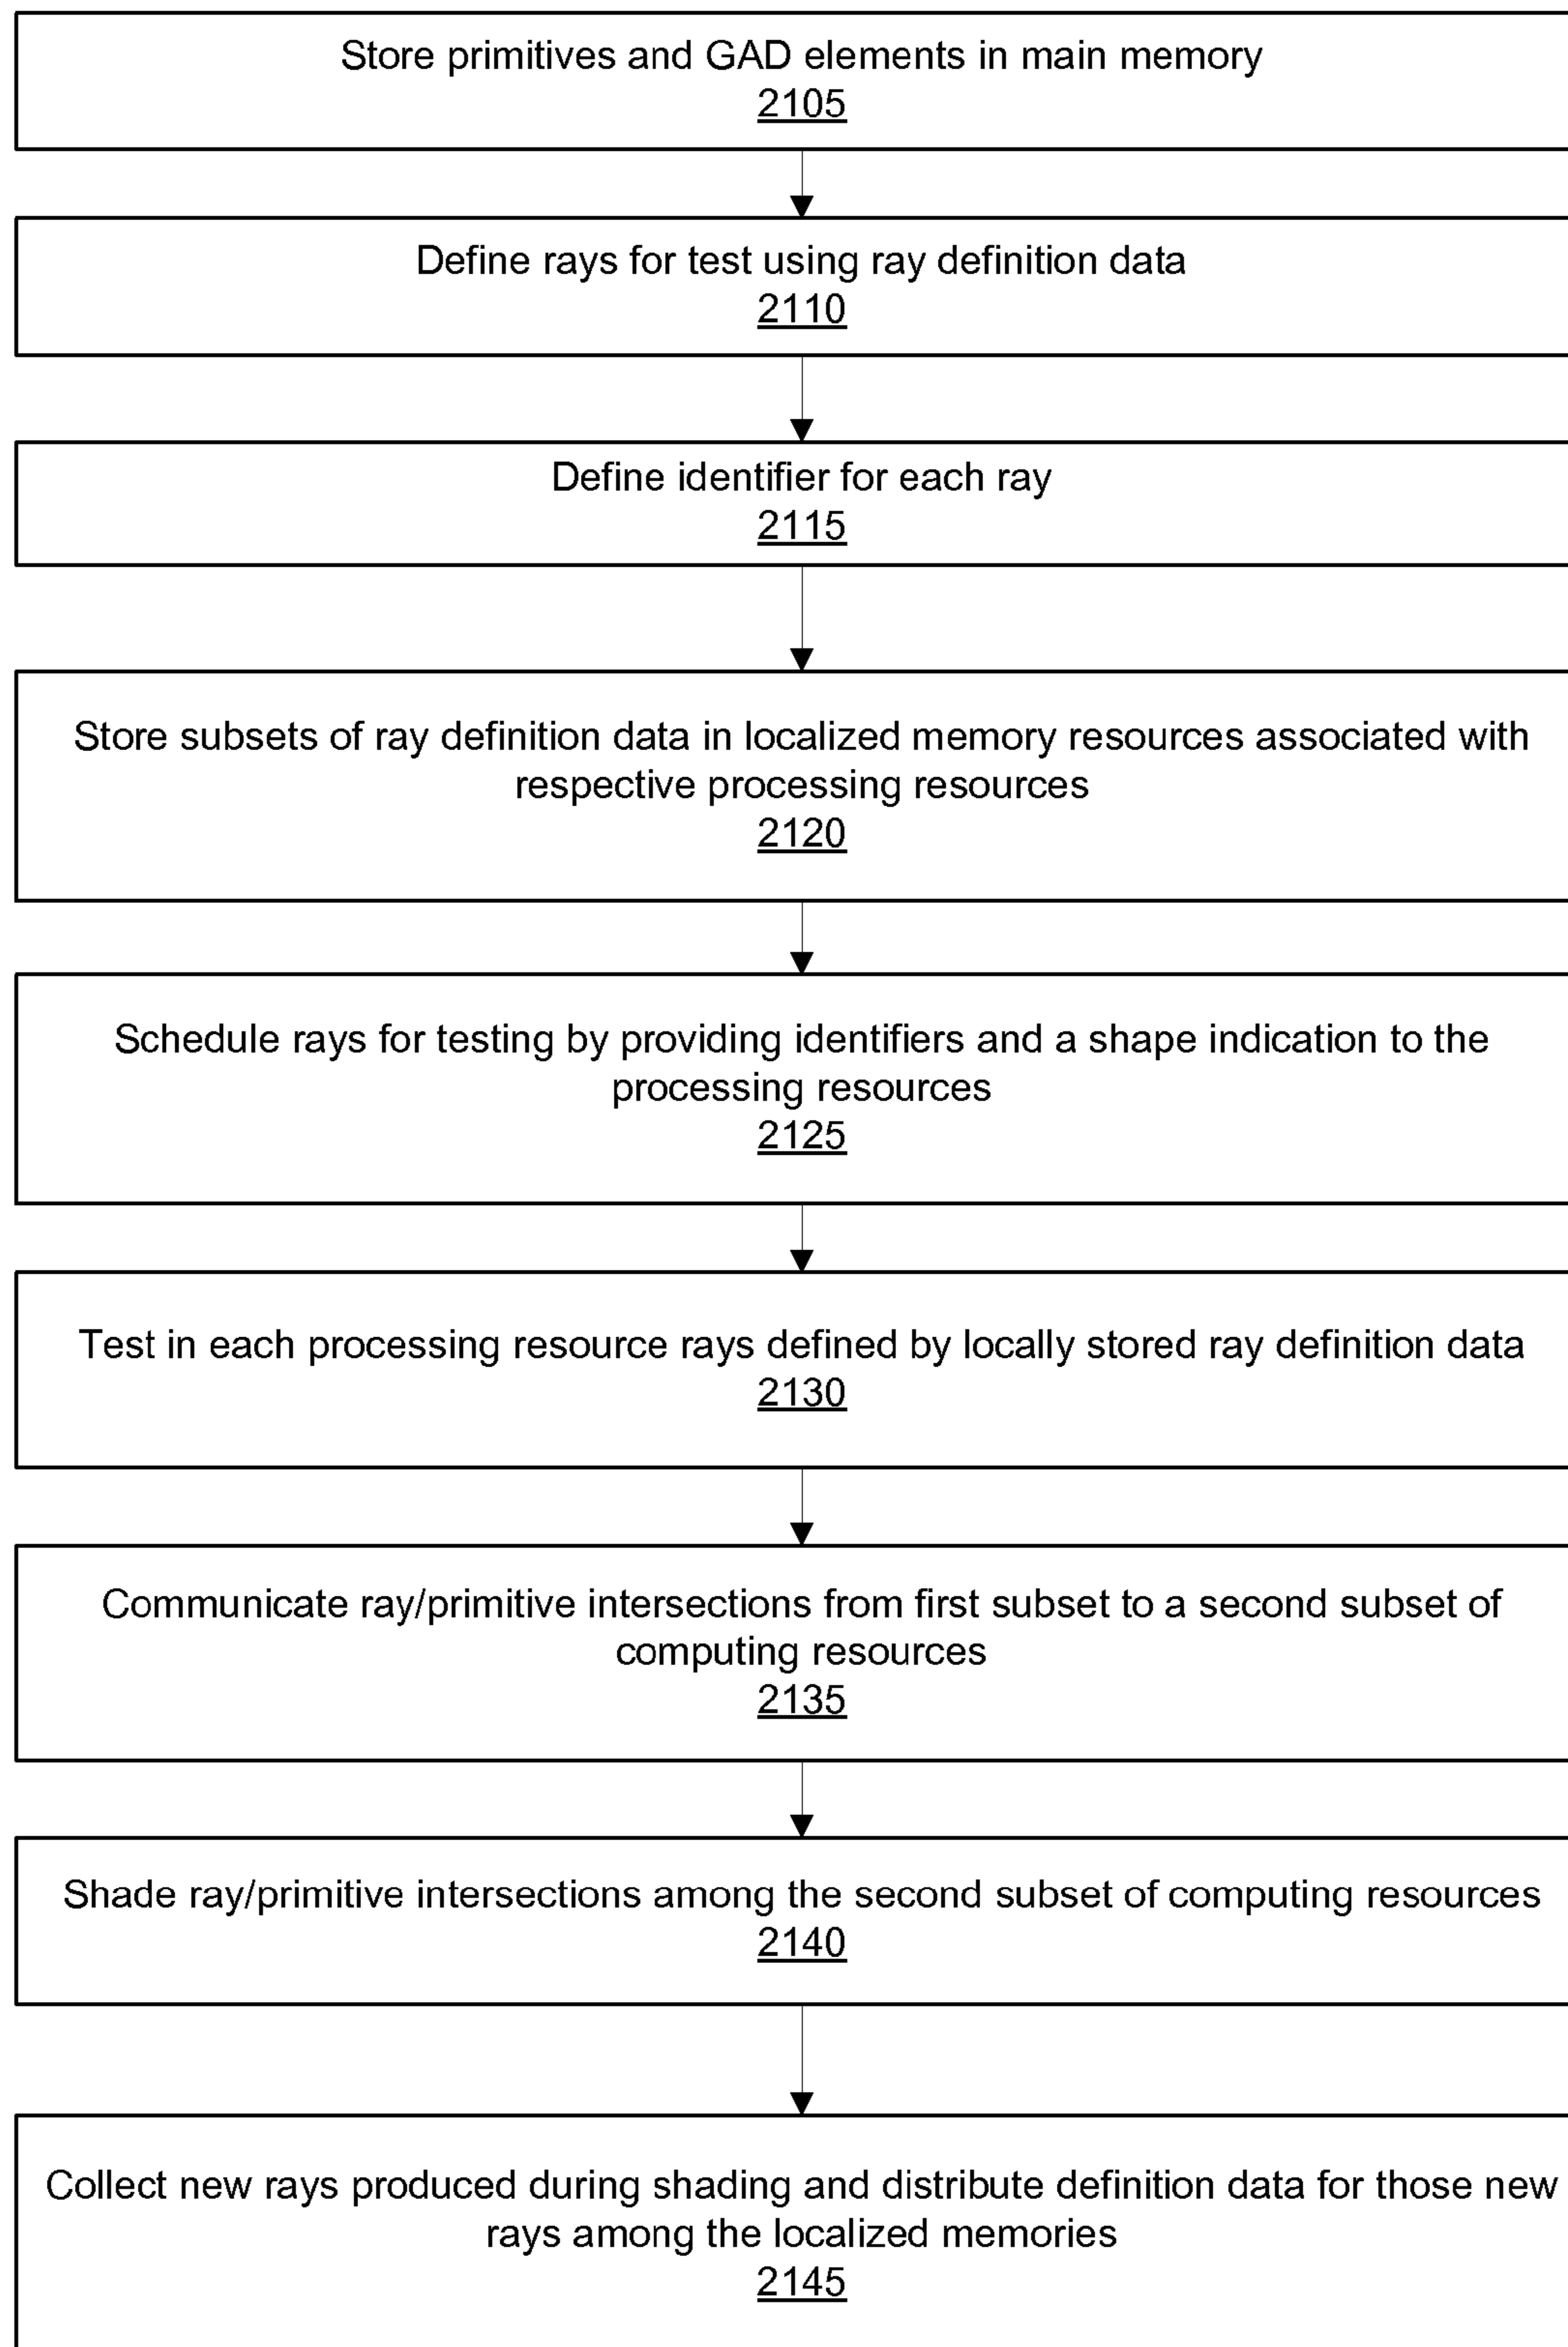 Store primitives and GAD elements in main memory
2105
Define rays for test using ray definition data
2110
Define identifier for each ray
2115
Store subsets of ray definition data in localized memory resources associated with
respective processing resources
2120
Schedule rays for testing by providing identifiers and a shape indication to the
processing resources
2125
Test in each processing resource rays defined by locally stored ray definition data
2130
Communicate ray/primitive intersections from first subset to a second subset of
computing resources
2135
Shade ray/primitive intersections among the second subset of computing resources
2140
Collect new rays produced during shading and distribute definition data for those new
rays among the localized memories
2145